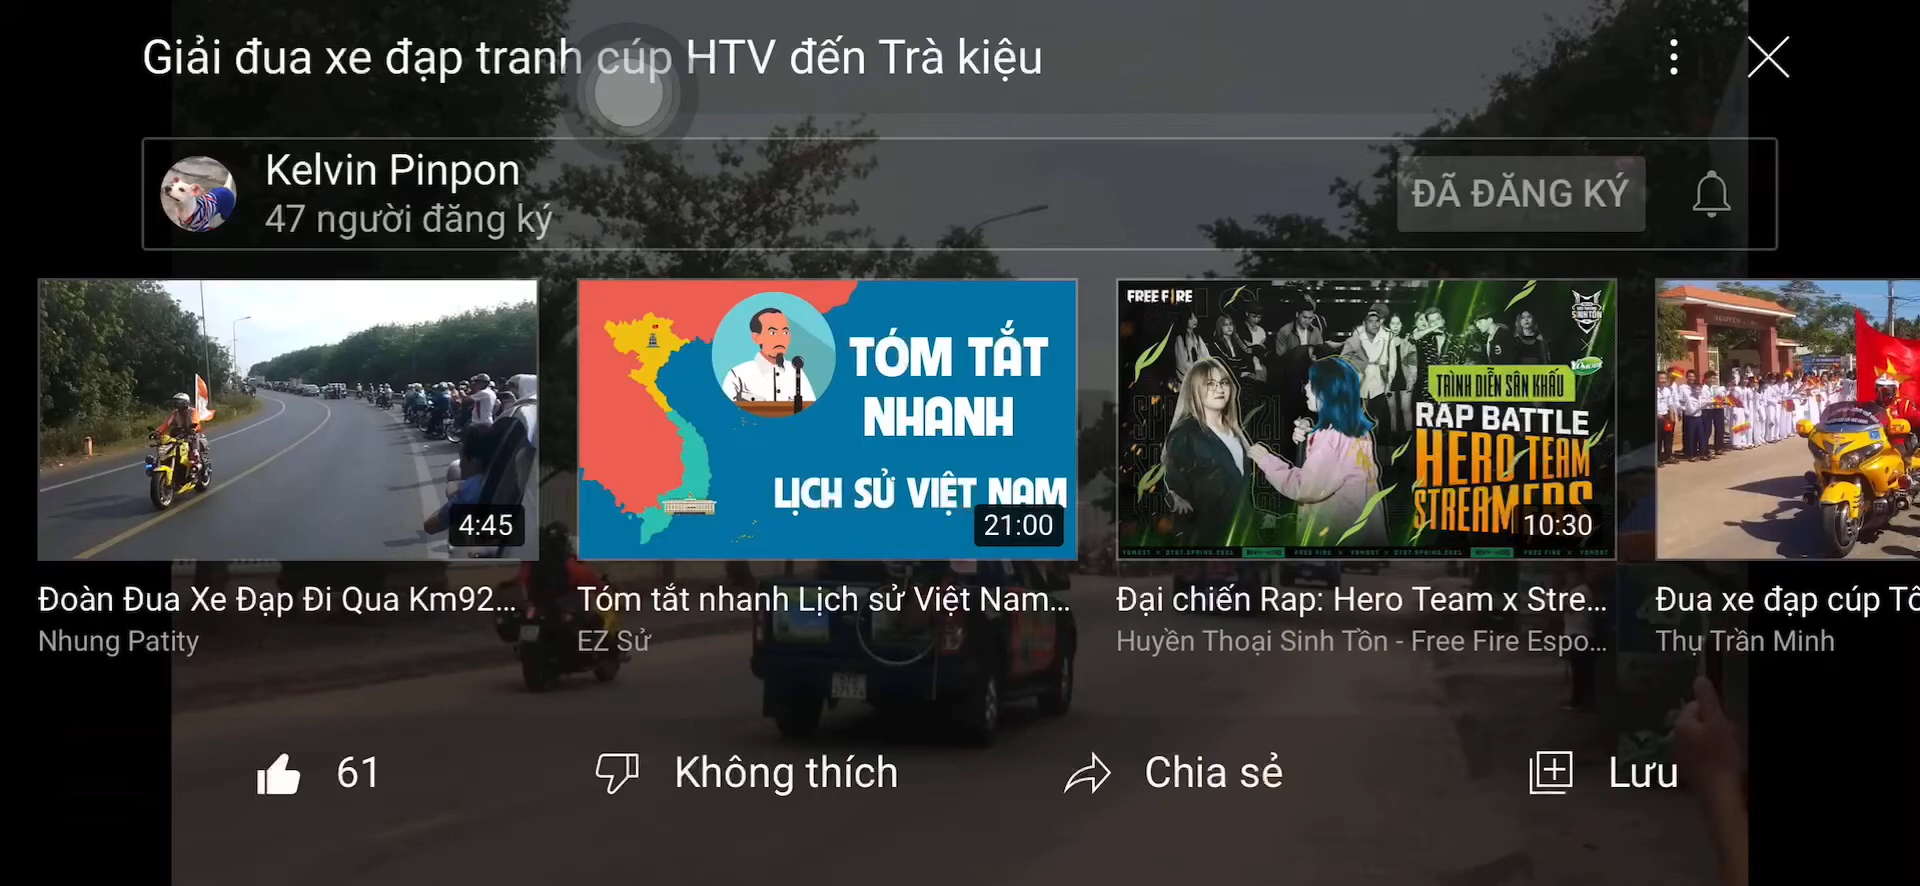 Giải đua xe đạp tranh cúp HTV đến Trà kiệu
Kelvin Pinpon
47 người đăng ký
ĐÃ ĐĂNG KÝ
4:45
TÓM TẮT
NHANH
LỊCH SỬ VIỆT NAM
21:00
FREE FIRE
SINH TỒN
TRÌNH DIỄN SÂN KHẤU
RAP BATTLE
HERO TEAM
STREAMERS
10:30
Đoàn Đua Xe Đạp Đi Qua Km92...
Nhung Patity
Tóm tắt nhanh Lịch sử Việt Nam...
EZ Sử
Đại chiến Rap: Hero Team x Stre...
Huyền Thoại Sinh Tồn - Free Fire Espo...
Đua xe đạp cúp
Thụ Trần Minh
61
Không thích
Chia sẻ
Lưu